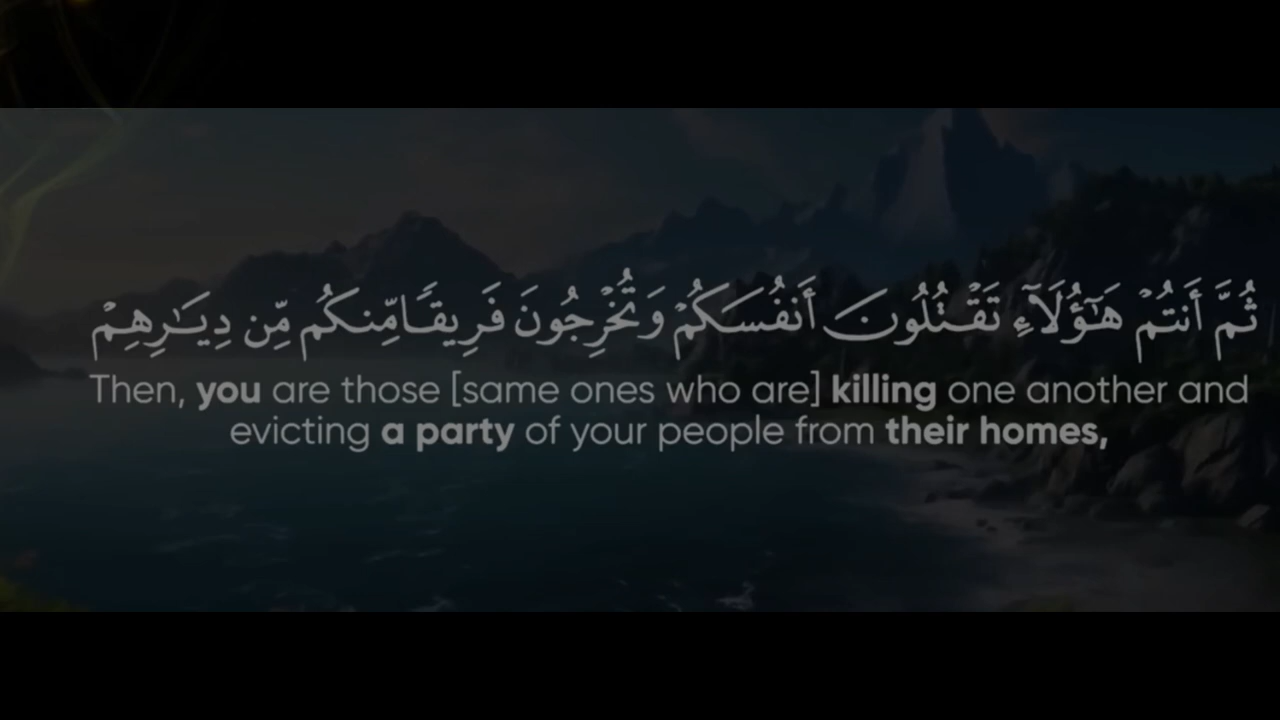 ثُمَّ أَنتُمْ هَـٰٓؤُلَآءِ تَقْتُلُونَ أَنفُسَكُمْ وَتُخْرِجُونَ فَرِيقًا مِّنكُم مِّن دِيَـٰرِهِمْ
Then, you are those [same ones who are] killing one another and
evicting a party of your people from their homes,